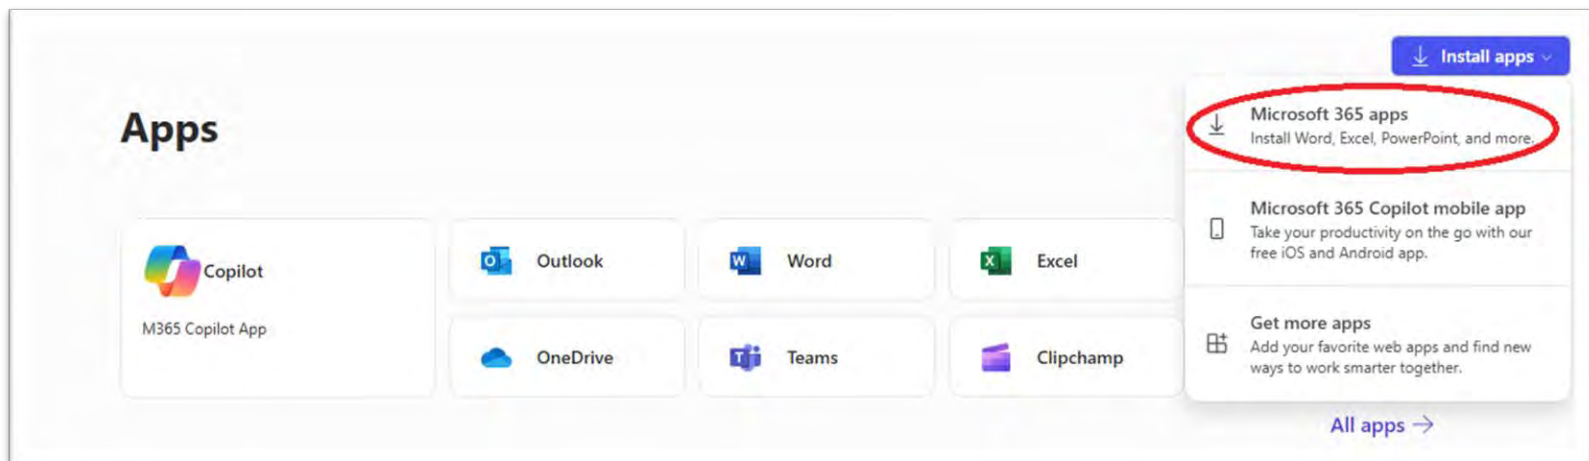 Install apps
Apps
Microsoft 365 apps
Install Word, Excel, PowerPoint, and more.
Microsoft 365 Copilot mobile app
Take your productivity on the go with our
free iOS and Android app.
Get more apps
Add your favorite web apps and find new
ways to work smarter together.
Copilot
M365 Copilot App
Outlook
Word
Excel
OneDrive
Teams
Clipchamp
All apps →